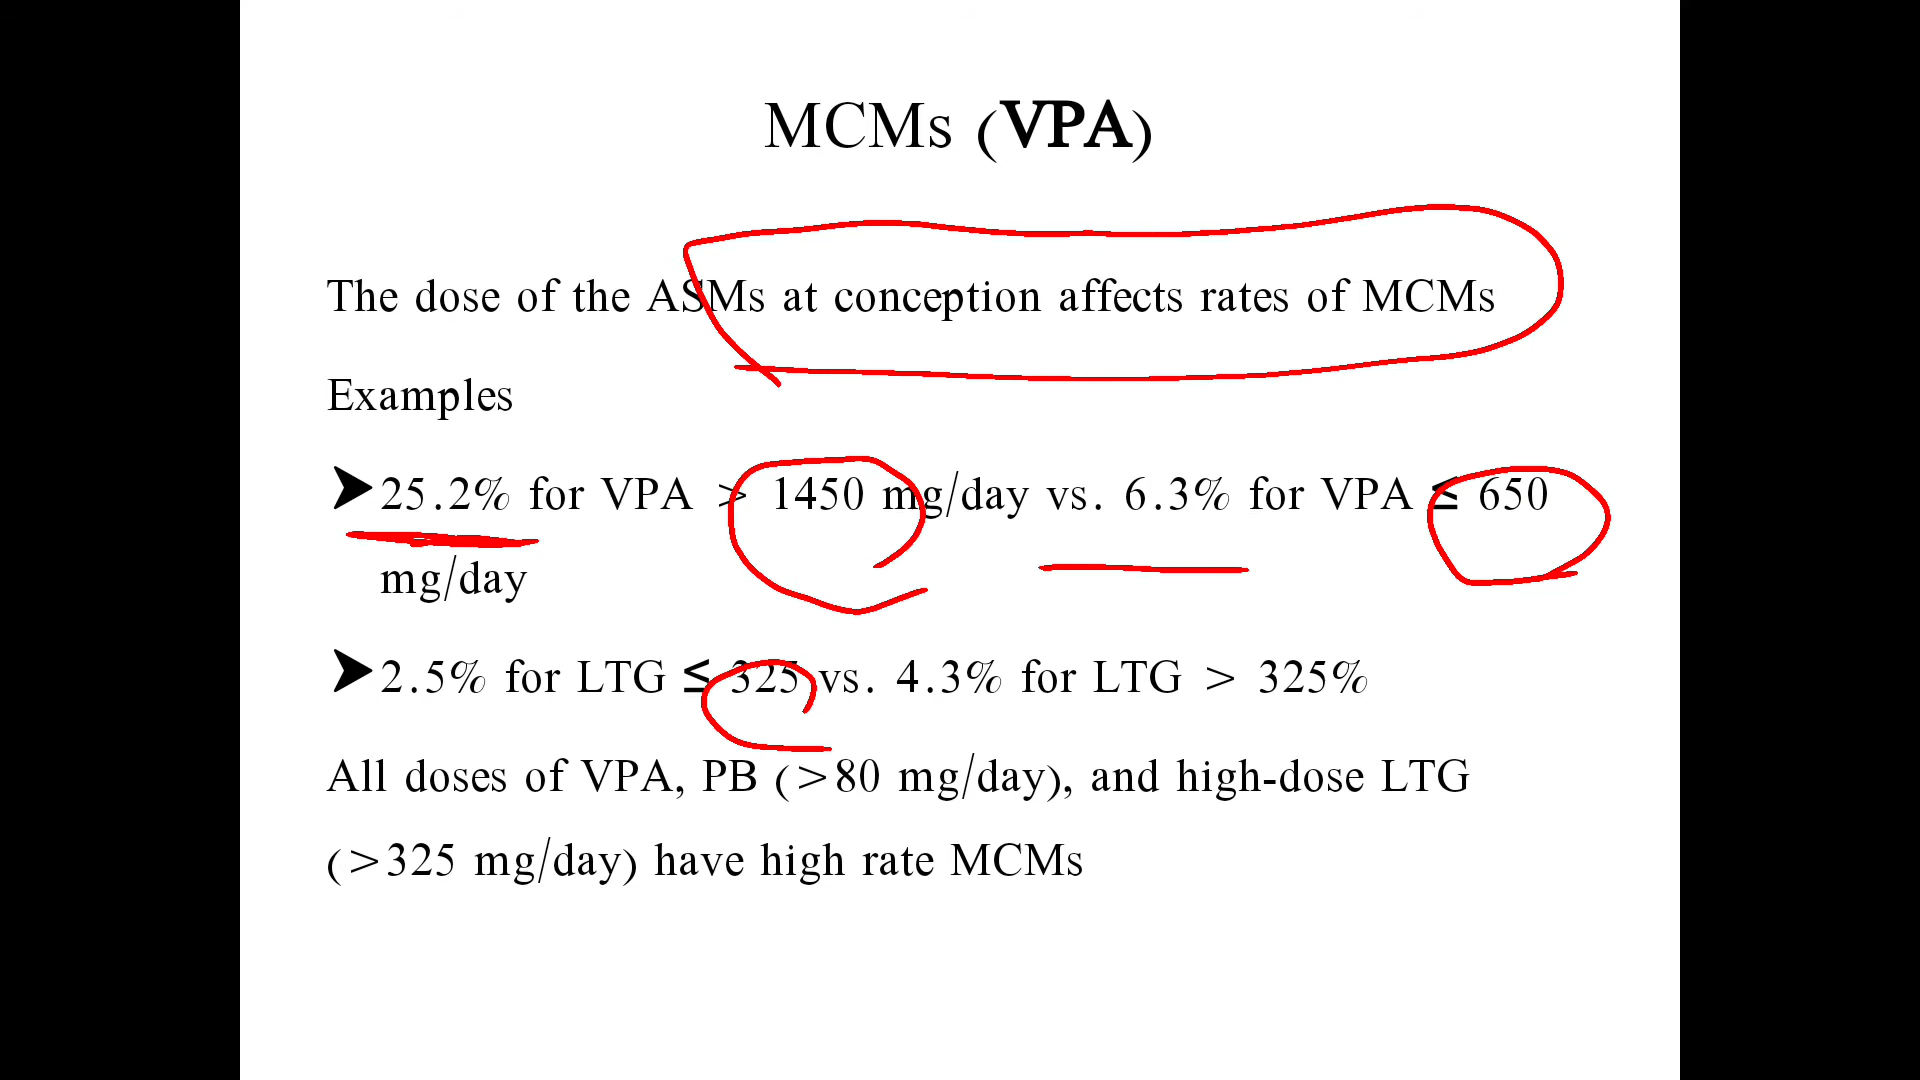 MCMs (VPA)
The dose of the ASMs at conception affects rates of MCMs
Examples
➤25.2% for VPA > 1450 mg/day vs. 6.3% for VPA ≤ 650
mg/day
➤2.5% for LTG ≤ 325 vs. 4.3% for LTG > 325%
All doses of VPA, PB (>80 mg/day), and high-dose LTG
(>325 mg/day) have high rate MCMs